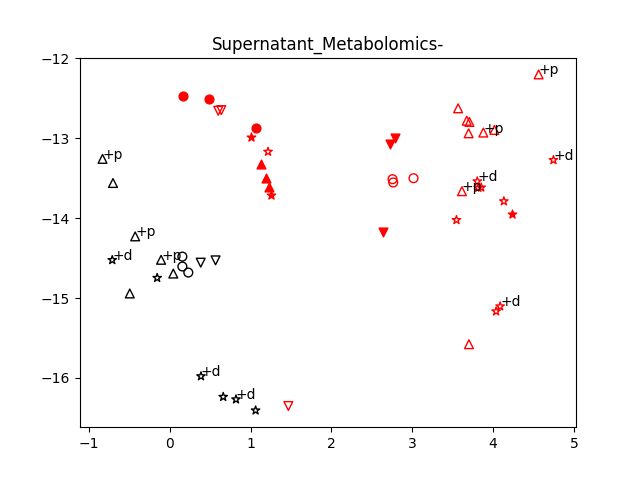 Supernatant_Metabolomics-
−12
+p
−13
+p
+p
+d
+d
+p
−14
+p
+d
+p
−15
+d
−16
+d
+d
−1 0 1 2 3 4 5